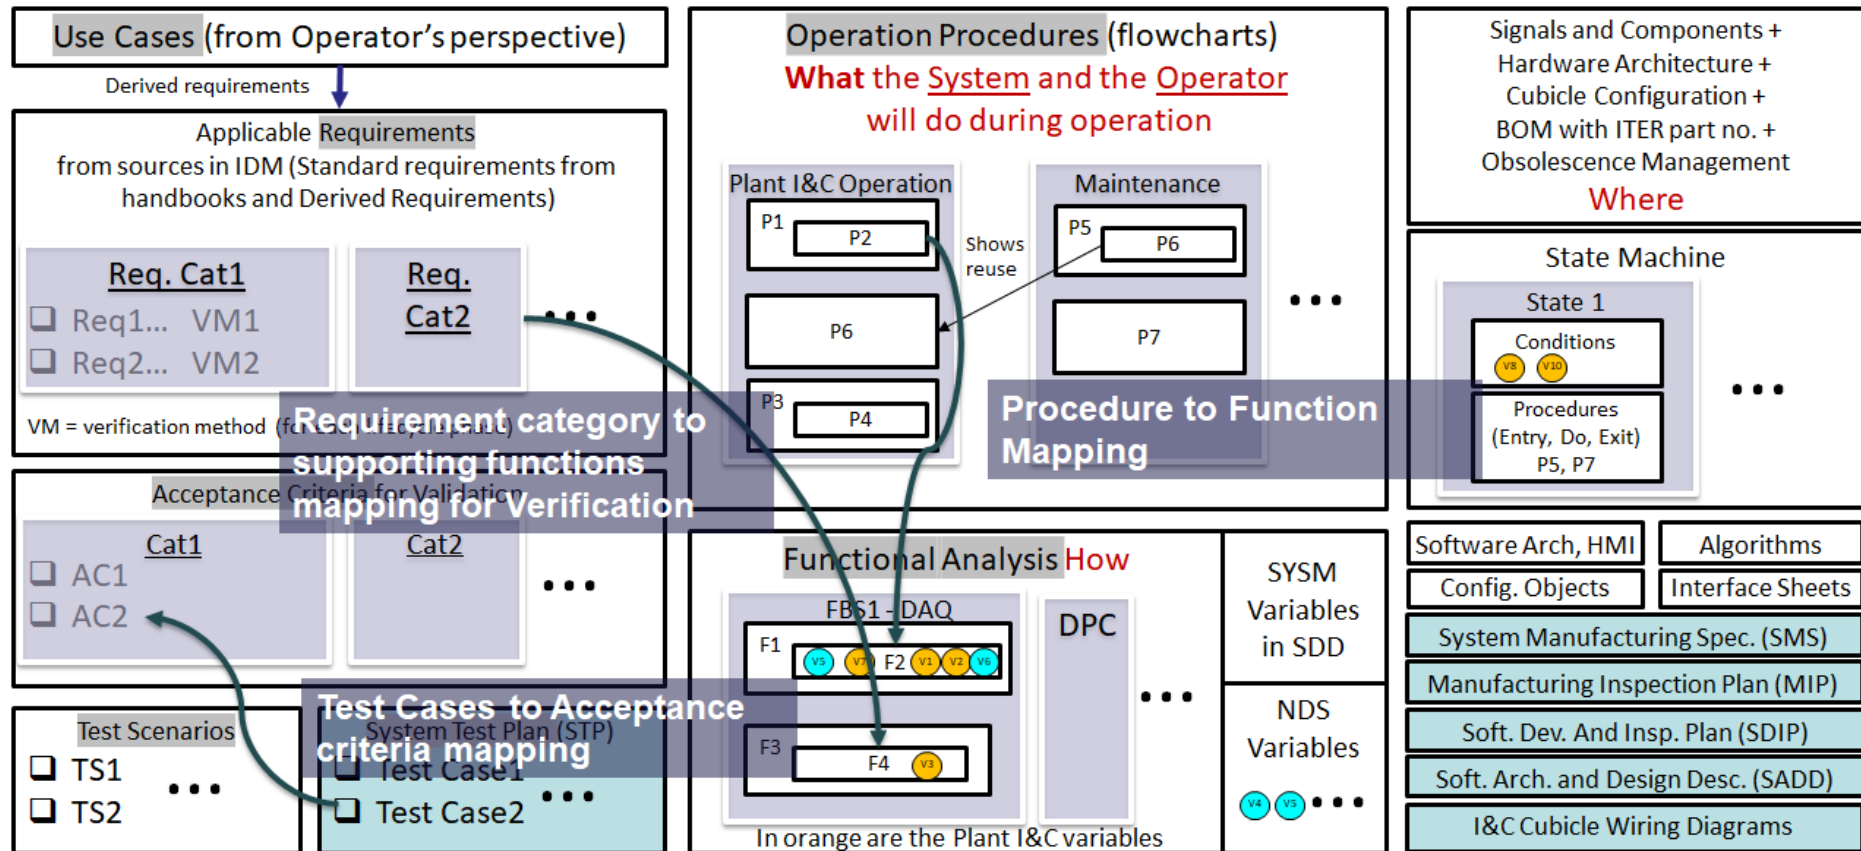 Use Cases (from Operator's perspective)
Derived requirements
Applicable Requirements
from sources in IDM (Standard requirements from
handbooks and Derived Requirements)
Req. Cat1
Req1... VM1
Req2... VM2
Req.
Cat2
...
VM = verification method (for each lifecycle phase)
Requirement category to
supporting functions
mapping for Verification
Acceptance Criteria for Validation
Cat1
AC1
AC2
Cat2
...
Test Cases to Acceptance
criteria mapping
Test Scenarios
TS1
TS2
...
System Test Plan (STP)
Test Case1
Test Case2
...
Operation Procedures (flowcharts)
What the System and the Operator
will do during operation
Plant I&C Operation
P1
P2
P6
P3
P4
Shows
reuse
Maintenance
P5
P6
P7
...
Procedure to Function
Mapping
Functional Analysis How
FBS1 - DAQ
F1
V5 V7 F2 V1 V2 V6
F3
F4 V3
DPC
...
In orange are the Plant I&C variables
SYSM
Variables
in SDD
NDS
Variables
V4 V5 ...
Signals and Components +
Hardware Architecture +
Cubicle Configuration +
BOM with ITER part no. +
Obsolescence Management
Where
State Machine
State 1
Conditions
V8 V10
Procedures
(Entry, Do, Exit)
P5, P7
...
Software Arch, HMI
Algorithms
Config. Objects
Interface Sheets
System Manufacturing Spec. (SMS)
Manufacturing Inspection Plan (MIP)
Soft. Dev. And Insp. Plan (SDIP)
Soft. Arch. and Design Desc. (SADD)
I&C Cubicle Wiring Diagrams